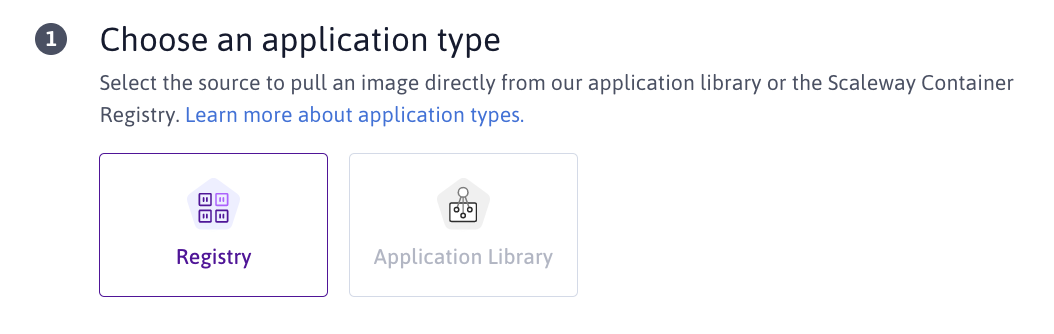 1 Choose an application type
Select the source to pull an image directly from our application library or the Scaleway Container
Registry. Learn more about application types.
Registry
Application Library